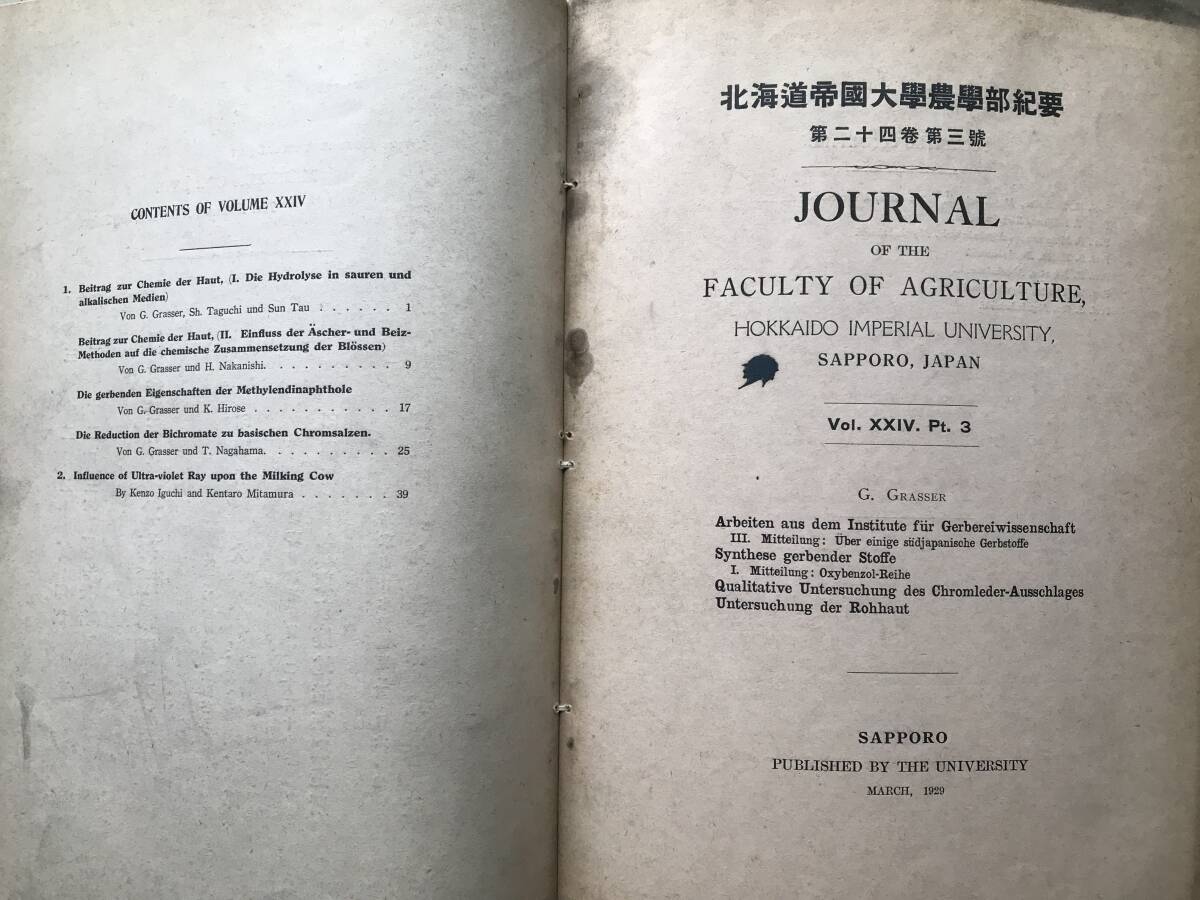 CONTENTS OF VOLUME XXIV
1. Beitrag zur Chemie der Haut, (I. Die Hydrolyse in sauren und
alkalischen Medien)
Von G. Grasser, Sh. Taguchi und Sun Tau . . . . . . 1
Beitrag zur Chemie der Haut, (II. Einfluss der Äscher- und Beiz-
Methoden auf die chemische Zusammensetzung der Blössen)
Von G. Grasser und H. Nakanishi. . . . . . . . . . 9
Die gerbenden Eigenschaften der Methylendinaphthole
Von G. Grasser und K. Hirose . . . . . . . . . . . 17
Die Reduction der Bichromate zu basischen Chromsalzen.
Von G. Grasser und T. Nagahama. . . . . . . . . . 25
2. Influence of Ultra-violet Ray upon the Milking Cow
By Kenzo Iguchi and Kentaro Mitamura . . . . . . . 39
北海道帝國大學農學部紀要
第二十四卷第三號
JOURNAL
OF THE
FACULTY OF AGRICULTURE,
HOKKAIDO IMPERIAL UNIVERSITY,
SAPPORO, JAPAN
Vol. XXIV. Pt. 3
G. GRASSER
Arbeiten aus dem Institute für Gerbereiwissenschaft
III. Mitteilung: Über einige südjapanische Gerbstoffe
Synthese gerbender Stoffe
I. Mitteilung: Oxybenzol-Reihe
Qualitative Untersuchung des Chromleder-Ausschlages
Untersuchung der Rohhaut
SAPPORO
PUBLISHED BY THE UNIVERSITY
MARCH, 1929